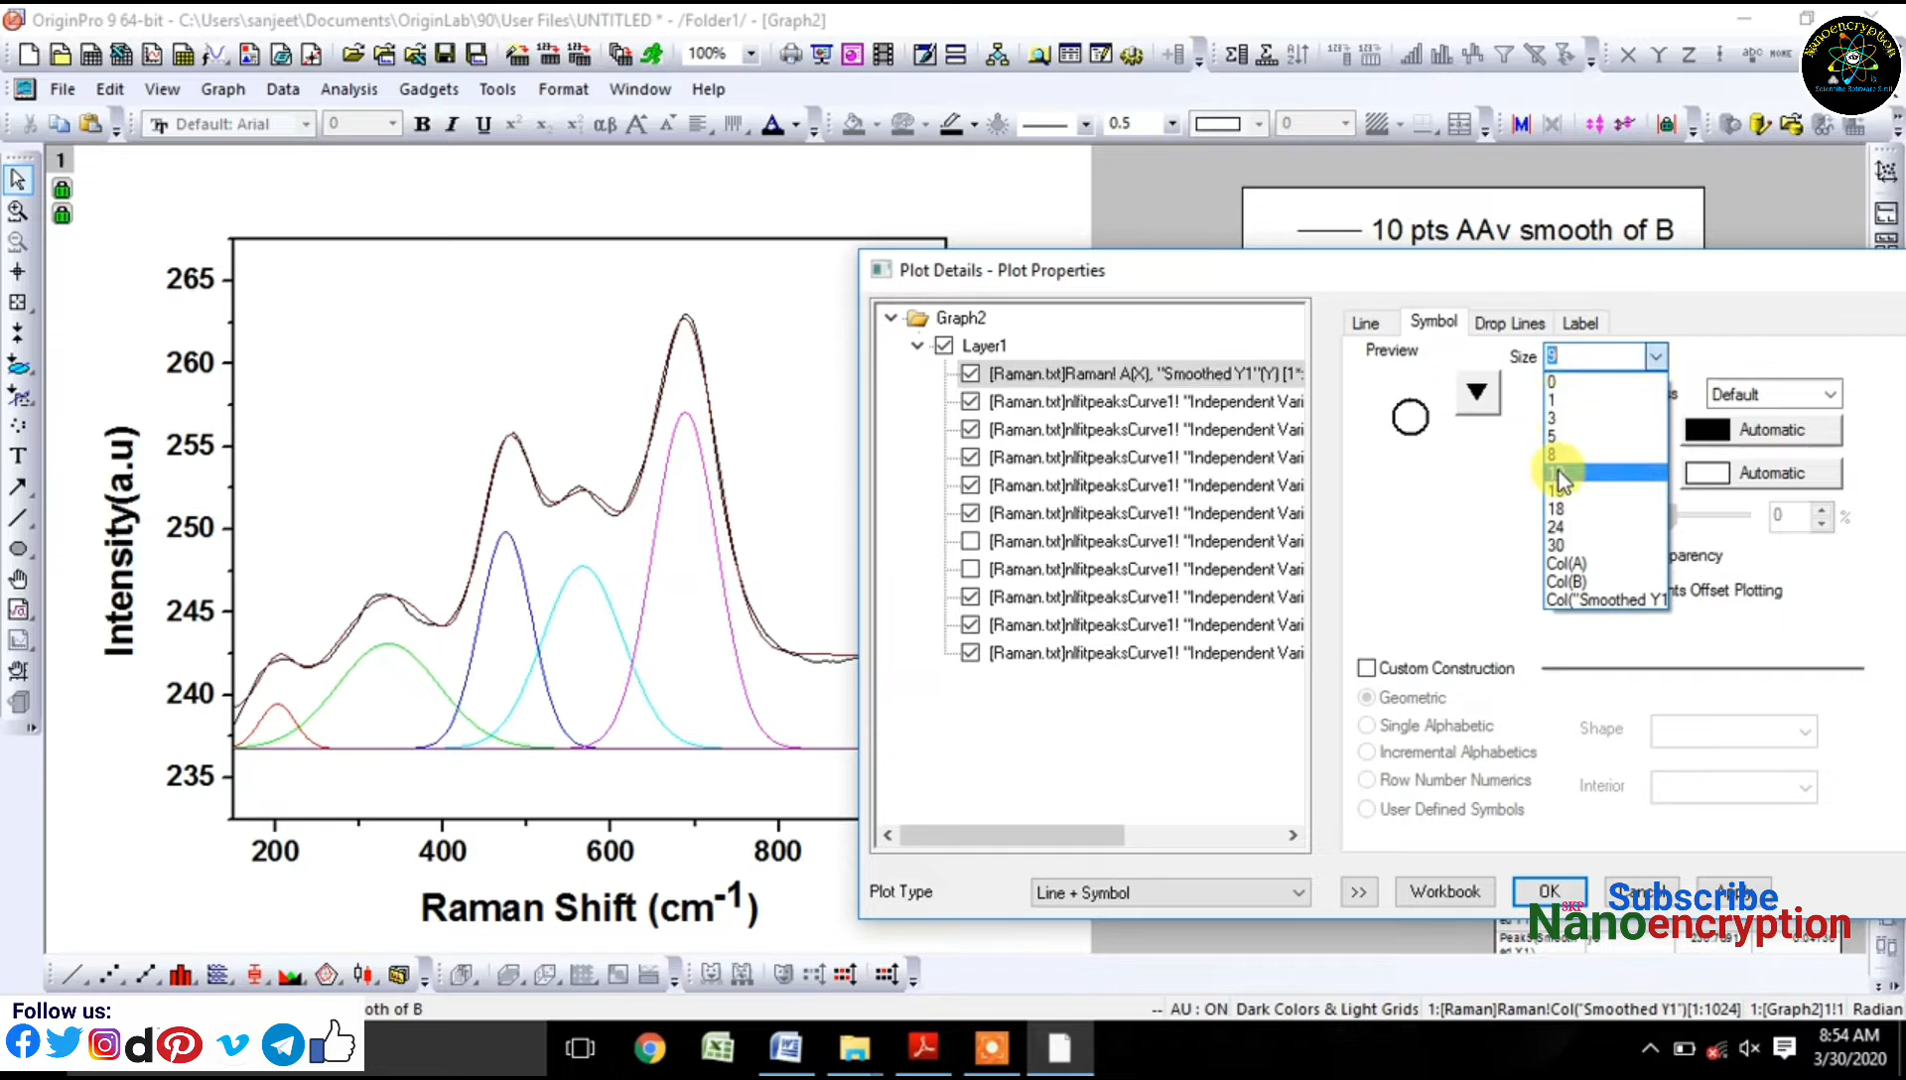 OriginPro 9 64-bit - C:\Users\sanjeet\Documents\OriginLab\90\User Files\UNTITLED * - /Folder1/ - [Graph2]
Nanoencryption
100%
X Y Z
File Edit View Graph Data Analysis Gadgets Tools Format Window Help
Default: Arial 0 B I U αβ A 0.5 0
1
10 pts AAv smooth of B
265
260
255
250
245
240
235
200 400 600 800
Intensity(a.u)
Raman Shift (cm-1)
Plot Details - Plot Properties
Graph2
Layer1
[Raman.txt]Raman! A(X), "Smoothed Y1"(Y) [1*:
[Raman.txt]nlfitpeaksCurve1! "Independent Vari
[Raman.txt]nlfitpeaksCurve1! "Independent Vari
[Raman.txt]nlfitpeaksCurve1! "Independent Vari
[Raman.txt]nlfitpeaksCurve1! "Independent Vari
[Raman.txt]nlfitpeaksCurve1! "Independent Vari
[Raman.txt]nlfitpeaksCurve1! "Independent Vari
[Raman.txt]nlfitpeaksCurve1! "Independent Vari
[Raman.txt]nlfitpeaksCurve1! "Independent Vari
[Raman.txt]nlfitpeaksCurve1! "Independent Vari
[Raman.txt]nlfitpeaksCurve1! "Independent Vari
Line Symbol Drop Lines Label
Preview
Size 9
0
1
3
5
8
18
24
30
Col(A)
Col(B)
Col("Smoothed Y1
Default
Automatic
Automatic
0 %
parency
nts Offset Plotting
Custom Construction
Geometric
Single Alphabetic
Incremental Alphabetics
Row Number Numerics
User Defined Symbols
Shape
Interior
Plot Type Line + Symbol >> Workbook OK
Subscribe
SKP
Nanoencryption
Follow us:
oth of B
-- AU : ON Dark Colors & Light Grids 1:[Raman]Raman!Col("Smoothed Y1")[1:1024] 1:[Graph2]1!1 Radian
8:54 AM
3/30/2020